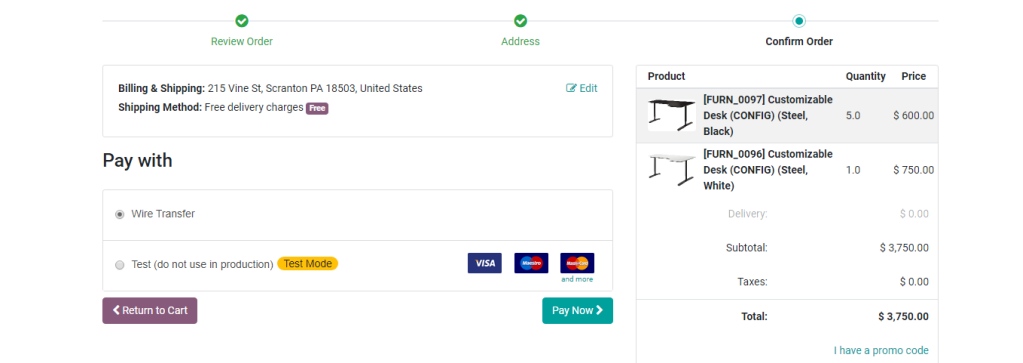 Review Order
Address
Confirm Order
Billing & Shipping: 215 Vine St, Scranton PA 18503, United States
Edit
Shipping Method: Free delivery charges Free
Pay with
Wire Transfer
Test (do not use in production) Test Mode
VISA Maestro MasterCard
and more
Return to Cart
Pay Now
Product Quantity Price
[FURN_0097] Customizable
Desk (CONFIG) (Steel, 5.0 $ 600.00
Black)
[FURN_0096] Customizable
Desk (CONFIG) (Steel, 1.0 $ 750.00
White)
Delivery: $ 0.00
Subtotal: $ 3,750.00
Taxes: $ 0.00
Total: $ 3,750.00
I have a promo code